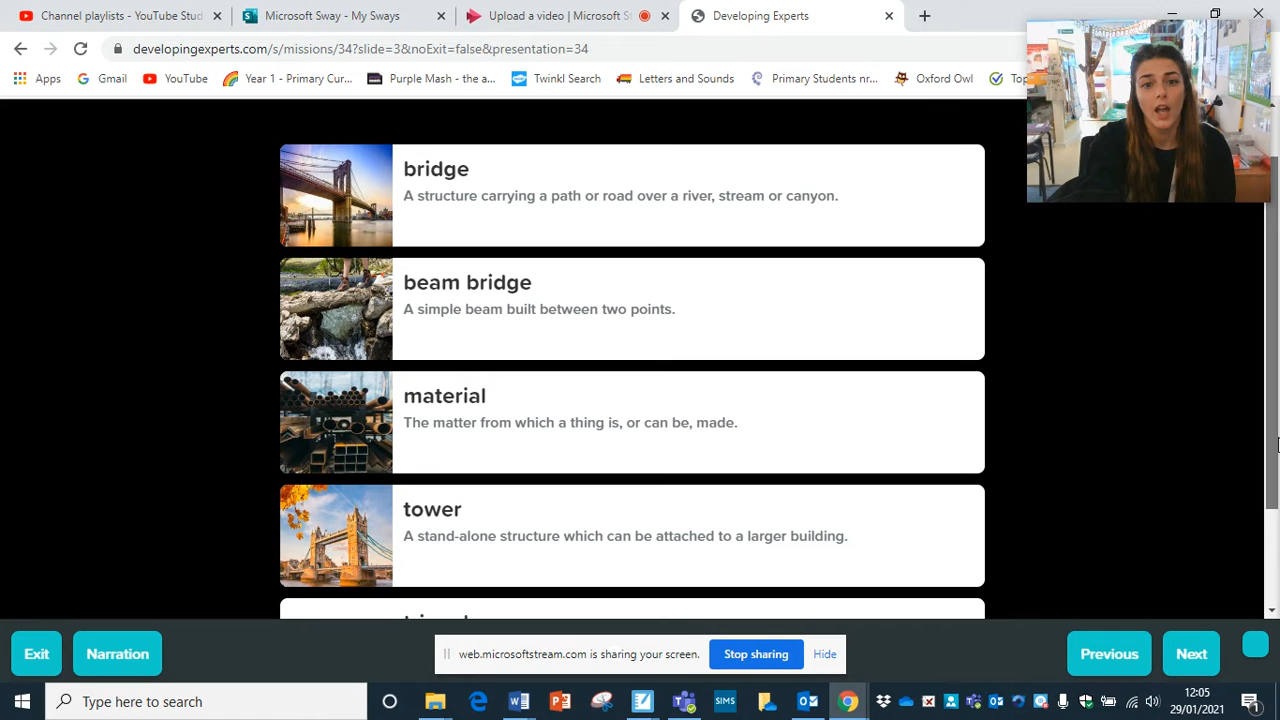 Channel playlists - YouTube Stud
Microsoft Sway - My Sways
Upload a video | Microsoft St
Developing Experts
developingexperts.com/s/missions/34?slide=3&noExit=false&presentation=34
Apps
Gmail
YouTube
Year 1 - Primary Cur...
Purple Mash - the a...
Twinkl Search
Letters and Sounds
Primary Students nr...
Oxford Owl
bridge
A structure carrying a path or road over a river, stream or canyon.
beam bridge
A simple beam built between two points.
material
The matter from which a thing is, or can be, made.
tower
A stand-alone structure which can be attached to a larger building.
Exit
Narration
web.microsoftstream.com is sharing your screen.
Stop sharing
Hide
Previous
Next
Type here to search
SIMS
12:05
29/01/2021